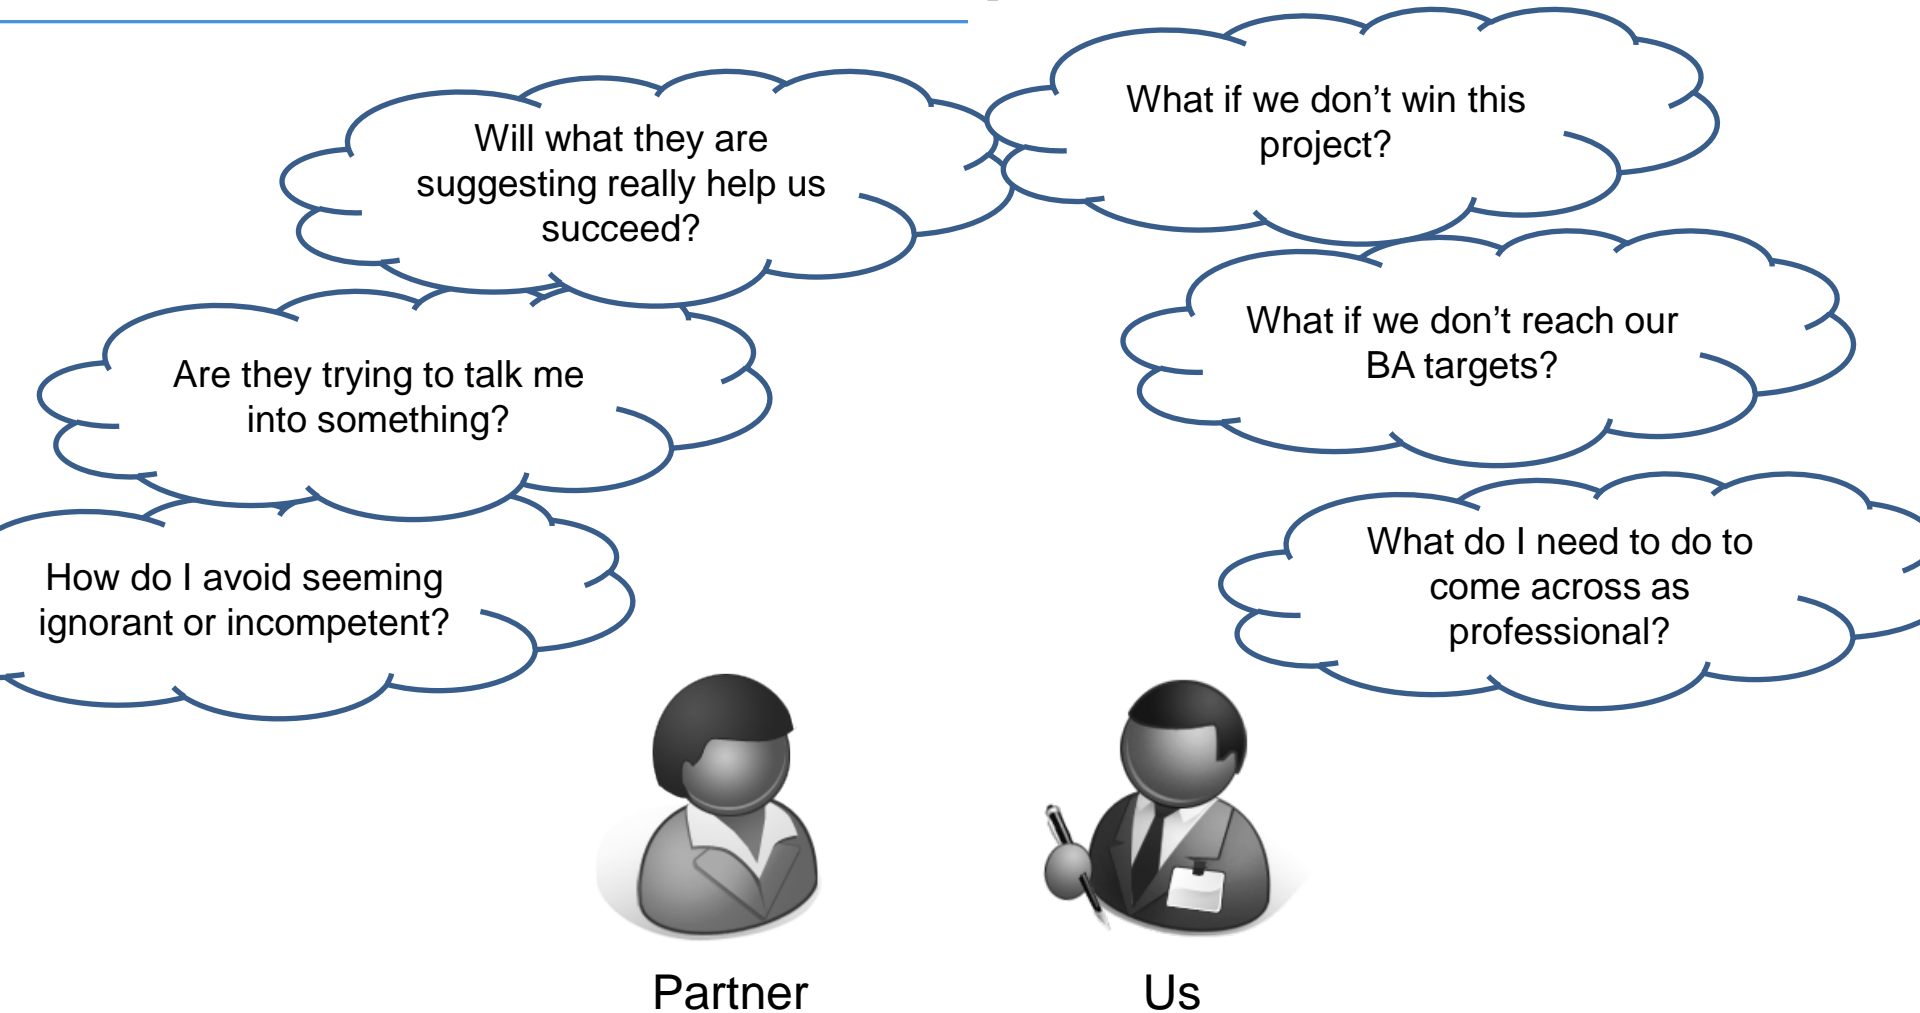 Will what they are
suggesting really help us
succeed?
Are they trying to talk me
into something?
How do I avoid seeming
ignorant or incompetent?
What if we don’t win this
project?
What if we don’t reach our
BA targets?
What do I need to do to
come across as
professional?
Partner
Us